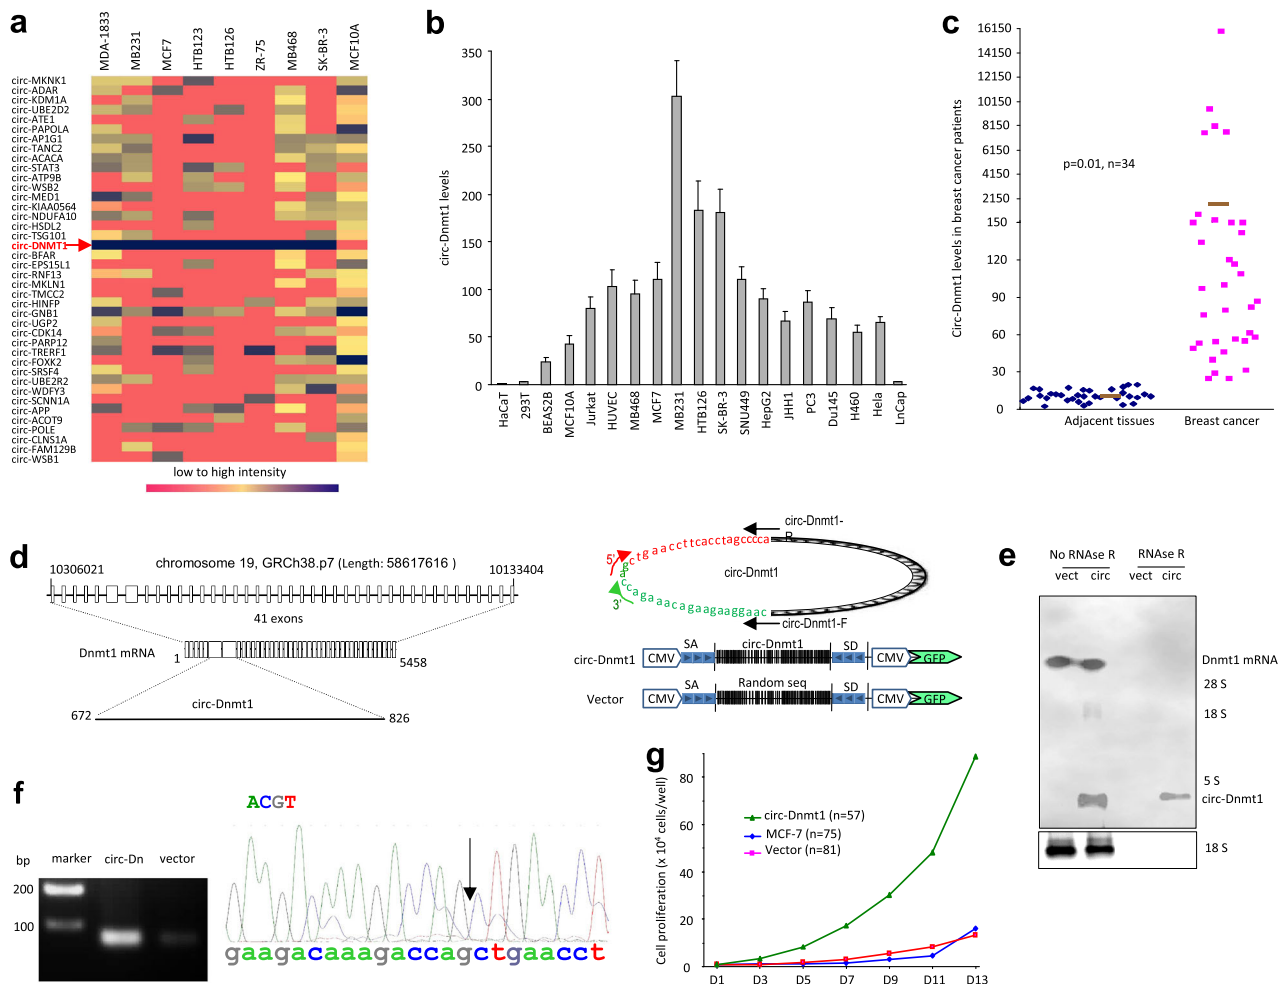 a
MDA-1833
MB231
MCF7
HTB123
HTB126
ZR-75
MB468
SK-BR-3
MCF10A
circ-MKNK1
circ-ADAR
circ-KDM1A
circ-UBE2D2
circ-ATE1
circ-PAPOLA
circ-AP1G1
circ-TANC2
circ-ACACA
circ-STAT3
circ-ATP9B
circ-WSB2
circ-MED1
circ-KIAA0564
circ-NDUFA10
circ-HSDL2
circ-TSG101
circ-DNMT1
circ-BFAR
circ-EPS15L1
circ-RNF13
circ-MKLN1
circ-TMCC2
circ-HINFP
circ-GNB1
circ-UGP2
circ-CDK14
circ-PARP12
circ-TRERF1
circ-FOXK2
circ-SRSF4
circ-UBE2R2
circ-WDFY3
circ-SCNN1A
circ-APP
circ-ACOT9
circ-POLE
circ-CLNS1A
circ-FAM129B
circ-WSB1
low to high intensity
b
circ-Dnmt1 levels
350
300
250
200
150
100
50
0
HaCaT
293T
BEAS2B
MCF10A
Jurkat
HUVEC
MB468
MCF7
MB231
HTB126
SK-BR-3
SNU449
HepG2
JHH1
PC3
Du145
H460
Hela
LnCap
c
Circ-Dnmt1 levels in breast cancer patients
16150
14150
12150
10150
8150
6150
4150
2150
150
120
90
60
30
0
p=0.01, n=34
Adjacent tissues
Breast cancer
d
chromosome 19, GRCh38.p7 (Length: 58617616 )
10306021
10133404
41 exons
Dnmt1 mRNA
1
5458
circ-Dnmt1
672
826
circ-Dnmt1-
R
5'
gctgaaccttcacctagcccca
circ-Dnmt1
agccagaaacagaagaaggaac
3'
circ-Dnmt1-F
SA
circ-Dnmt1
SD
circ-Dnmt1
CMV
CMV
GFP
SA
Random seq
SD
Vector
CMV
CMV
GFP
e
No RNAse R
RNAse R
vect
circ
vect
circ
Dnmt1 mRNA
28 S
18 S
5 S
circ-Dnmt1
18 S
f
ACGT
bp
marker
circ-Dn
vector
200
100
gaagacaaagaccagctgaacct
g
Cell proliferation (x 10⁴ cells/well)
80
60
40
20
0
circ-Dnmt1 (n=57)
MCF-7 (n=75)
Vector (n=81)
D1
D3
D5
D7
D9
D11
D13